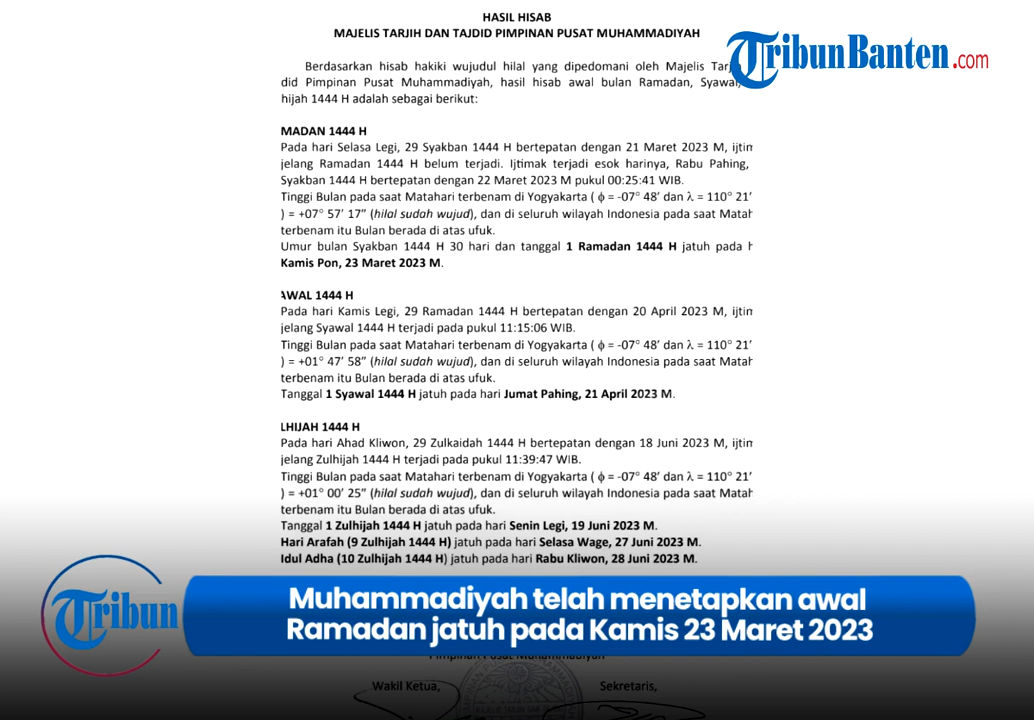 HASIL HISAB
MAJELIS TARJIH DAN TAJDID PIMPINAN PUSAT MUHAMMADIYAH
TribunBanten.com
Berdasarkan hisab hakiki wujudul hilal yang dipedomani oleh Majelis Tarjih
did Pimpinan Pusat Muhammadiyah, hasil hisab awal bulan Ramadan, Syawal,
hijah 1444 H adalah sebagai berikut:
MADAN 1444 H
Pada hari Selasa Legi, 29 Syakban 1444 H bertepatan dengan 21 Maret 2023 M, ijtim
jelang Ramadan 1444 H belum terjadi. Ijtimak terjadi esok harinya, Rabu Pahing,
Syakban 1444 H bertepatan dengan 22 Maret 2023 M pukul 00:25:41 WIB.
Tinggi Bulan pada saat Matahari terbenam di Yogyakarta ( ϕ = -07° 48′ dan λ = 110° 21′
) = +07° 57′ 17″ (hilal sudah wujud), dan di seluruh wilayah Indonesia pada saat Matah
terbenam itu Bulan berada di atas ufuk.
Umur bulan Syakban 1444 H 30 hari dan tanggal 1 Ramadan 1444 H jatuh pada h
Kamis Pon, 23 Maret 2023 M.
AWAL 1444 H
Pada hari Kamis Legi, 29 Ramadan 1444 H bertepatan dengan 20 April 2023 M, ijtim
jelang Syawal 1444 H terjadi pada pukul 11:15:06 WIB.
Tinggi Bulan pada saat Matahari terbenam di Yogyakarta ( ϕ = -07° 48′ dan λ = 110° 21′
) = +01° 47′ 58″ (hilal sudah wujud), dan di seluruh wilayah Indonesia pada saat Matah
terbenam itu Bulan berada di atas ufuk.
Tanggal 1 Syawal 1444 H jatuh pada hari Jumat Pahing, 21 April 2023 M.
LHIJAH 1444 H
Pada hari Ahad Kliwon, 29 Zulkaidah 1444 H bertepatan dengan 18 Juni 2023 M, ijtim
jelang Zulhijah 1444 H terjadi pada pukul 11:39:47 WIB.
Tinggi Bulan pada saat Matahari terbenam di Yogyakarta ( ϕ = -07° 48′ dan λ = 110° 21′
) = +01° 00′ 25″ (hilal sudah wujud), dan di seluruh wilayah Indonesia pada saat Matah
terbenam itu Bulan berada di atas ufuk.
Tanggal 1 Zulhijah 1444 H jatuh pada hari Senin Legi, 19 Juni 2023 M.
Hari Arafah (9 Zulhijah 1444 H) jatuh pada hari Selasa Wage, 27 Juni 2023 M.
Idul Adha (10 Zulhijah 1444 H) jatuh pada hari Rabu Kliwon, 28 Juni 2023 M.
Tribun
Muhammadiyah telah menetapkan awal
Ramadan jatuh pada Kamis 23 Maret 2023
Pimpinan Pusat Muhammadiyah
Wakil Ketua,
Sekretaris,